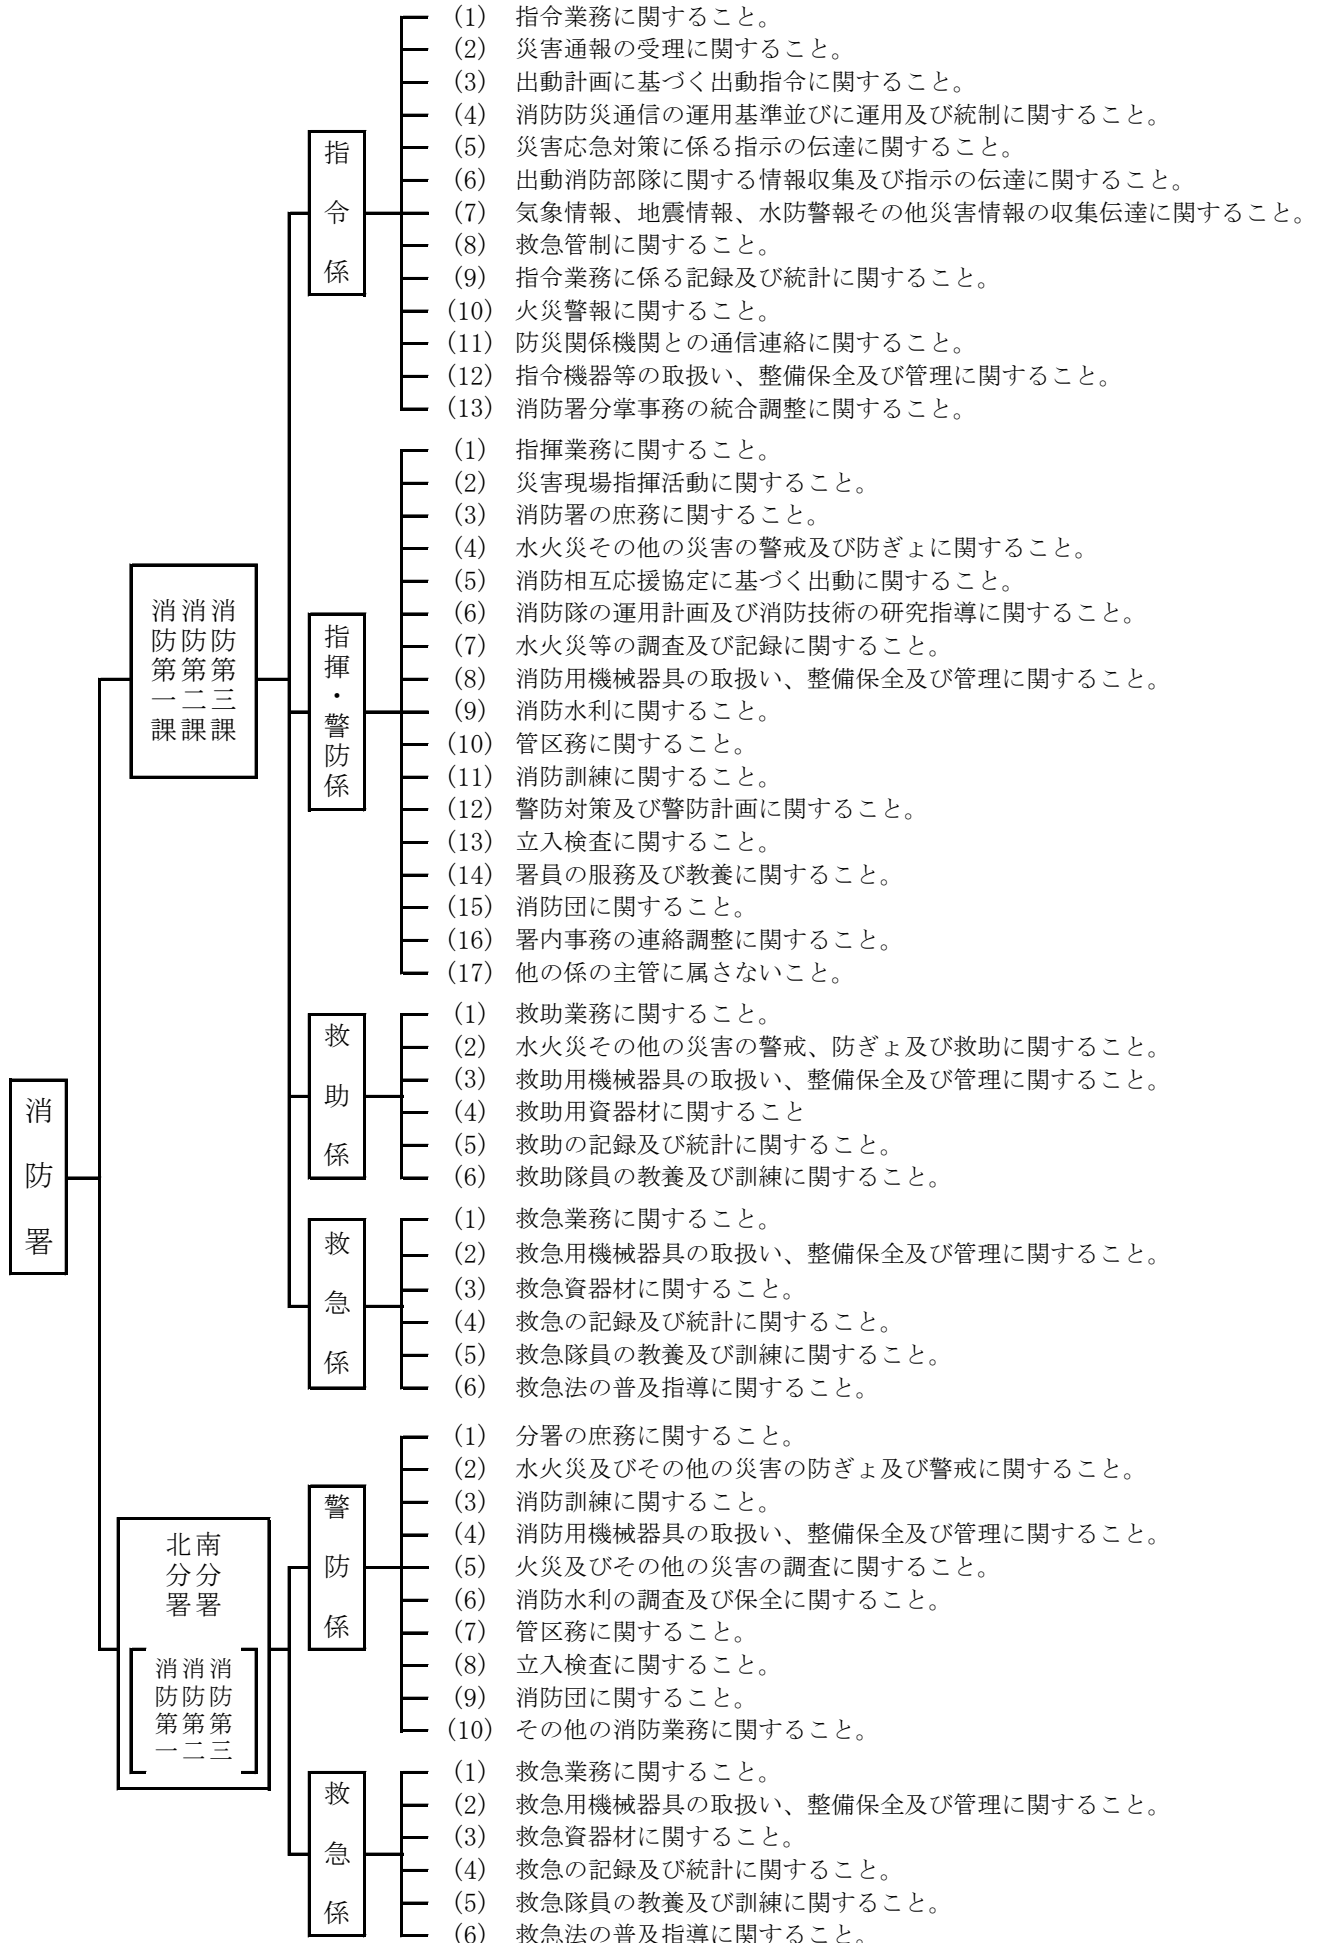 消防署
消防第一課
消防第二課
消防第三課
指令係
(1) 指令業務に関すること。
(2) 災害通報の受理に関すること。
(3) 出動計画に基づく出動指令に関すること。
(4) 消防防災通信の運用基準並びに運用及び統制に関すること。
(5) 災害応急対策に係る指示の伝達に関すること。
(6) 出動消防部隊に関する情報収集及び指示の伝達に関すること。
(7) 気象情報、地震情報、水防警報その他災害情報の収集伝達に関すること。
(8) 救急管制に関すること。
(9) 指令業務に係る記録及び統計に関すること。
(10) 火災警報に関すること。
(11) 防災関係機関との通信連絡に関すること。
(12) 指令機器等の取扱い、整備保全及び管理に関すること。
(13) 消防署分掌事務の統合調整に関すること。
指揮・警防係
(1) 指揮業務に関すること。
(2) 災害現場指揮活動に関すること。
(3) 消防署の庶務に関すること。
(4) 水火災その他の災害の警戒及び防ぎょに関すること。
(5) 消防相互応援協定に基づく出動に関すること。
(6) 消防隊の運用計画及び消防技術の研究指導に関すること。
(7) 水火災等の調査及び記録に関すること。
(8) 消防用機械器具の取扱い、整備保全及び管理に関すること。
(9) 消防水利に関すること。
(10) 管区務に関すること。
(11) 消防訓練に関すること。
(12) 警防対策及び警防計画に関すること。
(13) 立入検査に関すること。
(14) 署員の服務及び教養に関すること。
(15) 消防団に関すること。
(16) 署内事務の連絡調整に関すること。
(17) 他の係の主管に属さないこと。
救助係
(1) 救助業務に関すること。
(2) 水火災その他の災害の警戒、防ぎょ及び救助に関すること。
(3) 救助用機械器具の取扱い、整備保全及び管理に関すること。
(4) 救助用資器材に関すること
(5) 救助の記録及び統計に関すること。
(6) 救助隊員の教養及び訓練に関すること。
救急係
(1) 救急業務に関すること。
(2) 救急用機械器具の取扱い、整備保全及び管理に関すること。
(3) 救急資器材に関すること。
(4) 救急の記録及び統計に関すること。
(5) 救急隊員の教養及び訓練に関すること。
(6) 救急法の普及指導に関すること。
北分署
南分署
消防第一
消防第二
消防第三
警防係
(1) 分署の庶務に関すること。
(2) 水火災及びその他の災害の防ぎょ及び警戒に関すること。
(3) 消防訓練に関すること。
(4) 消防用機械器具の取扱い、整備保全及び管理に関すること。
(5) 火災及びその他の災害の調査に関すること。
(6) 消防水利の調査及び保全に関すること。
(7) 管区務に関すること。
(8) 立入検査に関すること。
(9) 消防団に関すること。
(10) その他の消防業務に関すること。
救急係
(1) 救急業務に関すること。
(2) 救急用機械器具の取扱い、整備保全及び管理に関すること。
(3) 救急資器材に関すること。
(4) 救急の記録及び統計に関すること。
(5) 救急隊員の教養及び訓練に関すること。
(6) 救急法の普及指導に関すること。